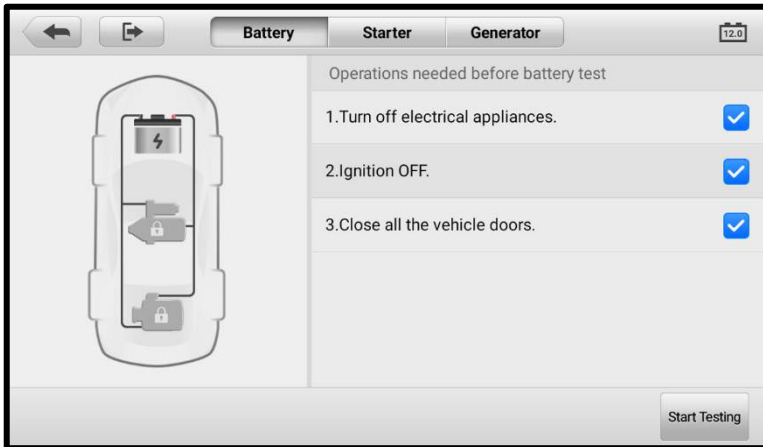 Battery
Starter
Generator
12.0
Operations needed before battery test
1.Turn off electrical appliances.
2.Ignition OFF.
3.Close all the vehicle doors.
Start Testing